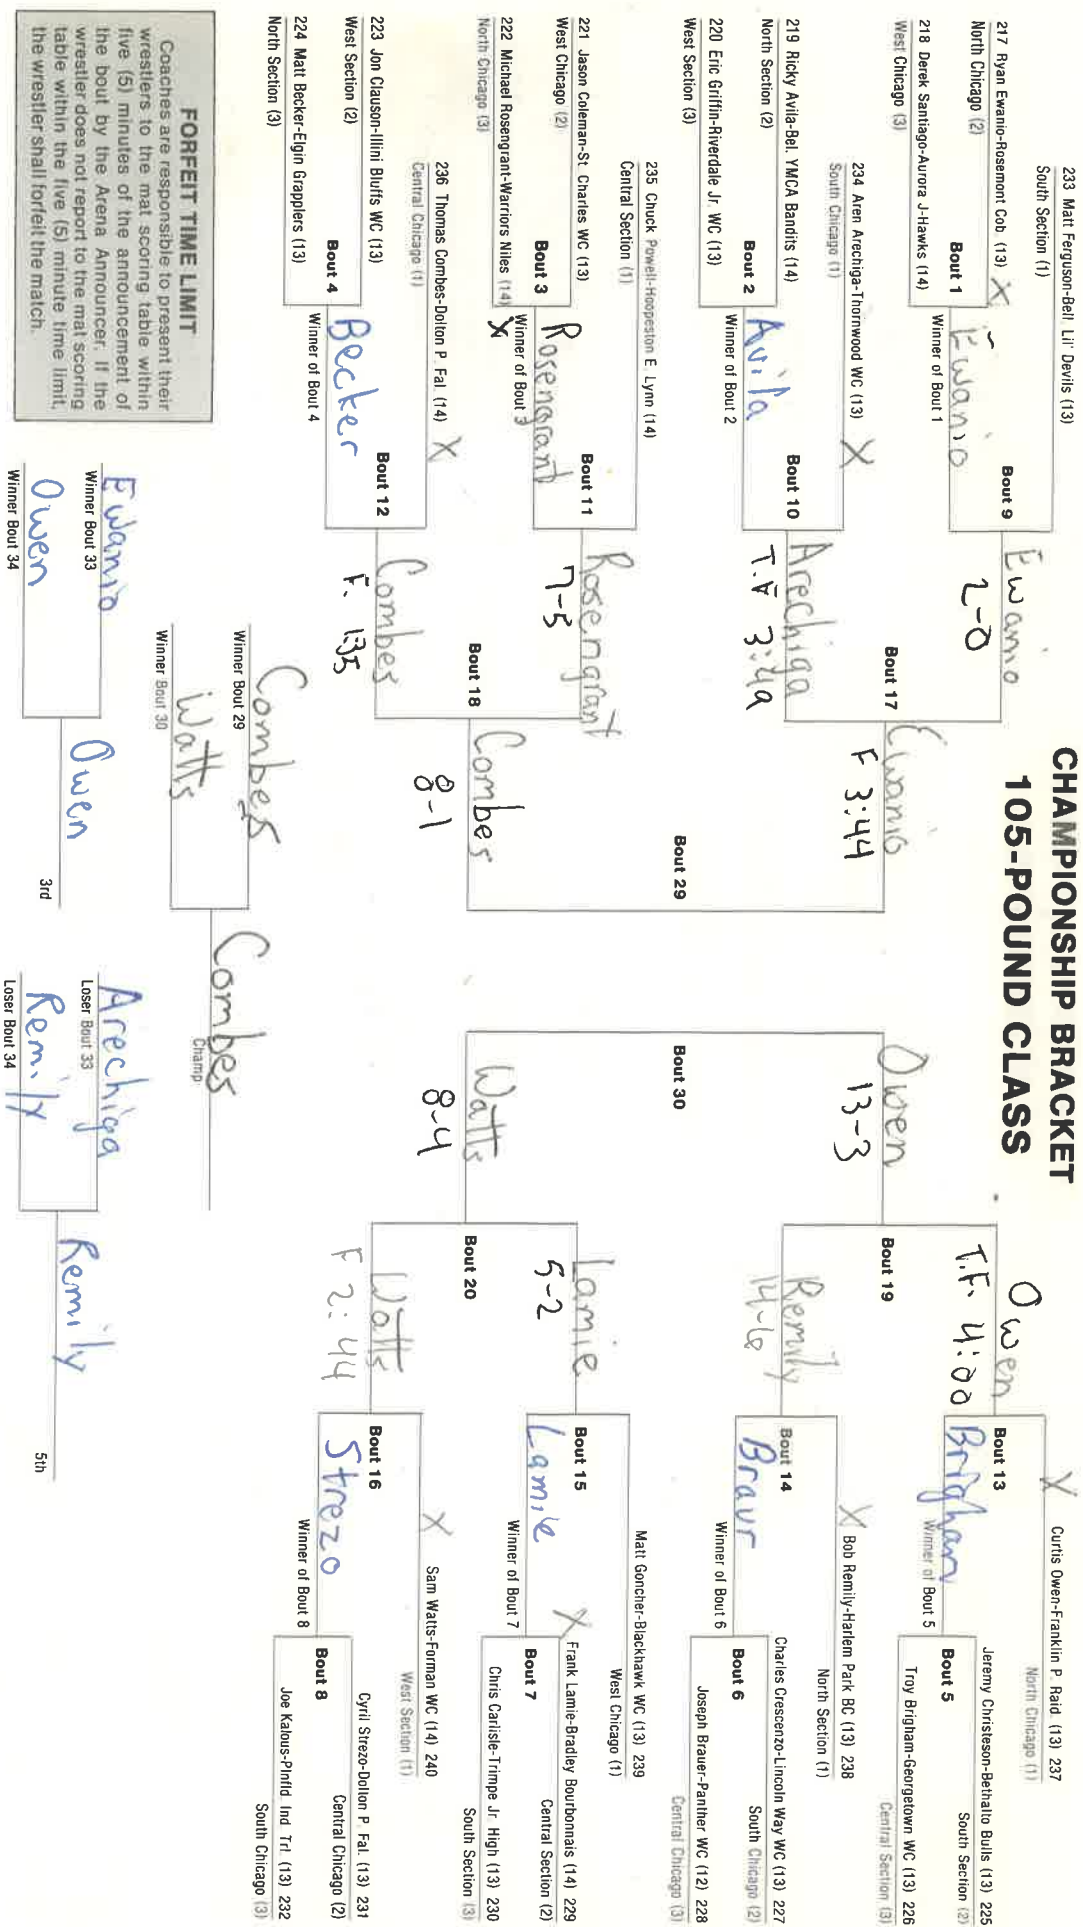 CHAMPIONSHIP BRACKET
105-POUND CLASS
233 Matt Ferguson-Bell. Lil' Devils (13)
South Section (1)
217 Ryan Ewanio-Rosemont Cob. (13) X
North Chicago (2)
Bout 1
218 Derek Santiago-Aurora J-Hawks (14)
West Chicago (3)
Ewanio
Winner of Bout 1
Bout 9
Ewanio
2-0
219 Ricky Avila-Bel. YMCA Bandits (14)
North Section (2)
Bout 2
220 Eric Griffin-Riverdale Jr. WC (13)
West Section (3)
234 Aren Arechiga-Thornwood WC (13) X
South Chicago (1)
Avila
Winner of Bout 2
Bout 10
Arechiga
Bout 17
Ewanio
F 3:44
235 Chuck Powell-Hoopeston E. Lynn (14)
Central Section (1)
221 Jason Coleman-St. Charles WC (13)
West Chicago (2)
Bout 3
222 Michael Rosengrant-Warriors Niles (14) X
North Chicago (3)
Rosengrant
Winner of Bout 3
Bout 11
Rosengrant
7-5
236 Thomas Combes-Dolton P. Fal. (14) X
Central Chicago (1)
223 Jon Clauson-Illini Bluffs WC (13)
West Section (2)
Bout 4
224 Matt Becker-Elgin Grapplers (13)
North Section (3)
Becker
Winner of Bout 4
Bout 12
Combes
F. 1:35
Bout 18
Combes
8-1
Bout 29
Bout 30
Owen
13-3
Bout 19
Owen
T.F. 4:00
Bout 13
X Curtis Owen-Franklin P. Raid. (13) 237
North Chicago (1)
Brighan
Winner of Bout 5
Jeremy Christeson-Bethalto Bulls (13) 225
South Section (2)
Bout 5
Troy Brigham-Georgetown WC (13) 226
Central Section (3)
Remily
14-6
Bout 14
X Bob Remily-Harlem Park BC (13) 238
North Section (1)
Braur
Winner of Bout 6
Charles Crescenzo-Lincoln Way WC (13) 227
South Chicago (2)
Bout 6
Joseph Brauer-Panther WC (12) 228
Central Chicago (3)
Watts
8-4
Bout 20
Lamie
5-2
Bout 15
Matt Goncher-Blackhawk WC (13) 239
West Chicago (1)
Lamie
Winner of Bout 7
X Frank Lamie-Bradley Bourbonnais (14) 229
Central Section (2)
Bout 7
Chris Carlisle-Trimpe Jr. High (13) 230
South Section (3)
Watts
F 2:44
Bout 16
X Sam Watts-Forman WC (14) 240
West Section (1)
Strezo
Winner of Bout 8
Cyril Strezo-Dolton P. Fal. (13) 231
Central Chicago (2)
Bout 8
Joe Kalous-Plnfld. Ind Trl. (13) 232
South Chicago (3)
Combes
Winner Bout 29
Watts
Winner Bout 30
Combes
Champ
Ewanio
Winner Bout 33
Owen
Winner Bout 34
Owen
3rd
Arechiga
Loser Bout 33
Remily
Loser Bout 34
Remily
5th
FORFEIT TIME LIMIT
Coaches are responsible to present their
wrestlers to the mat scoring table within
five (5) minutes of the announcement of
the bout by the Arena Announcer. If the
wrestler does not report to the mat scoring
table within the five (5) minute time limit,
the wrestler shall forfeit the match.